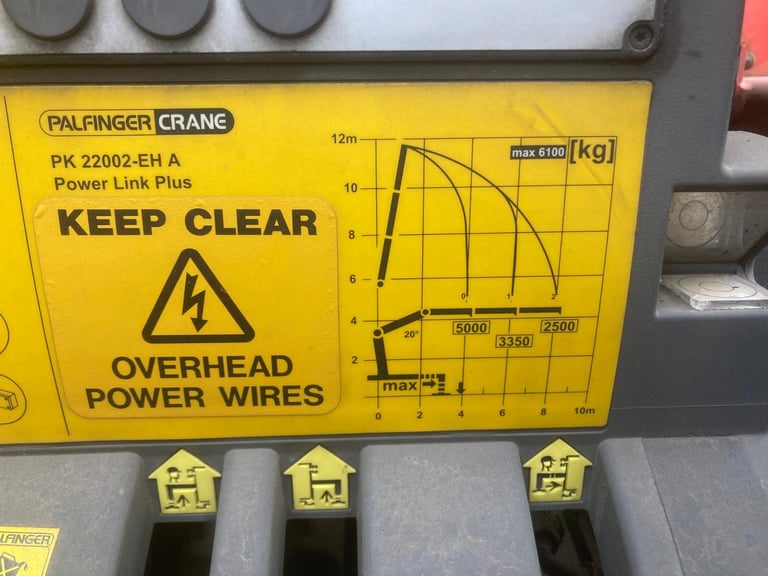 PALFINGER CRANE
PK 22002-EH A
Power Link Plus
KEEP CLEAR
OVERHEAD
POWER WIRES
12m
max 6100 [kg]
10
8
6
0 1 2
4
20°
5000
3350
2500
2
max
0 2 4 6 8 10m
LFINGER